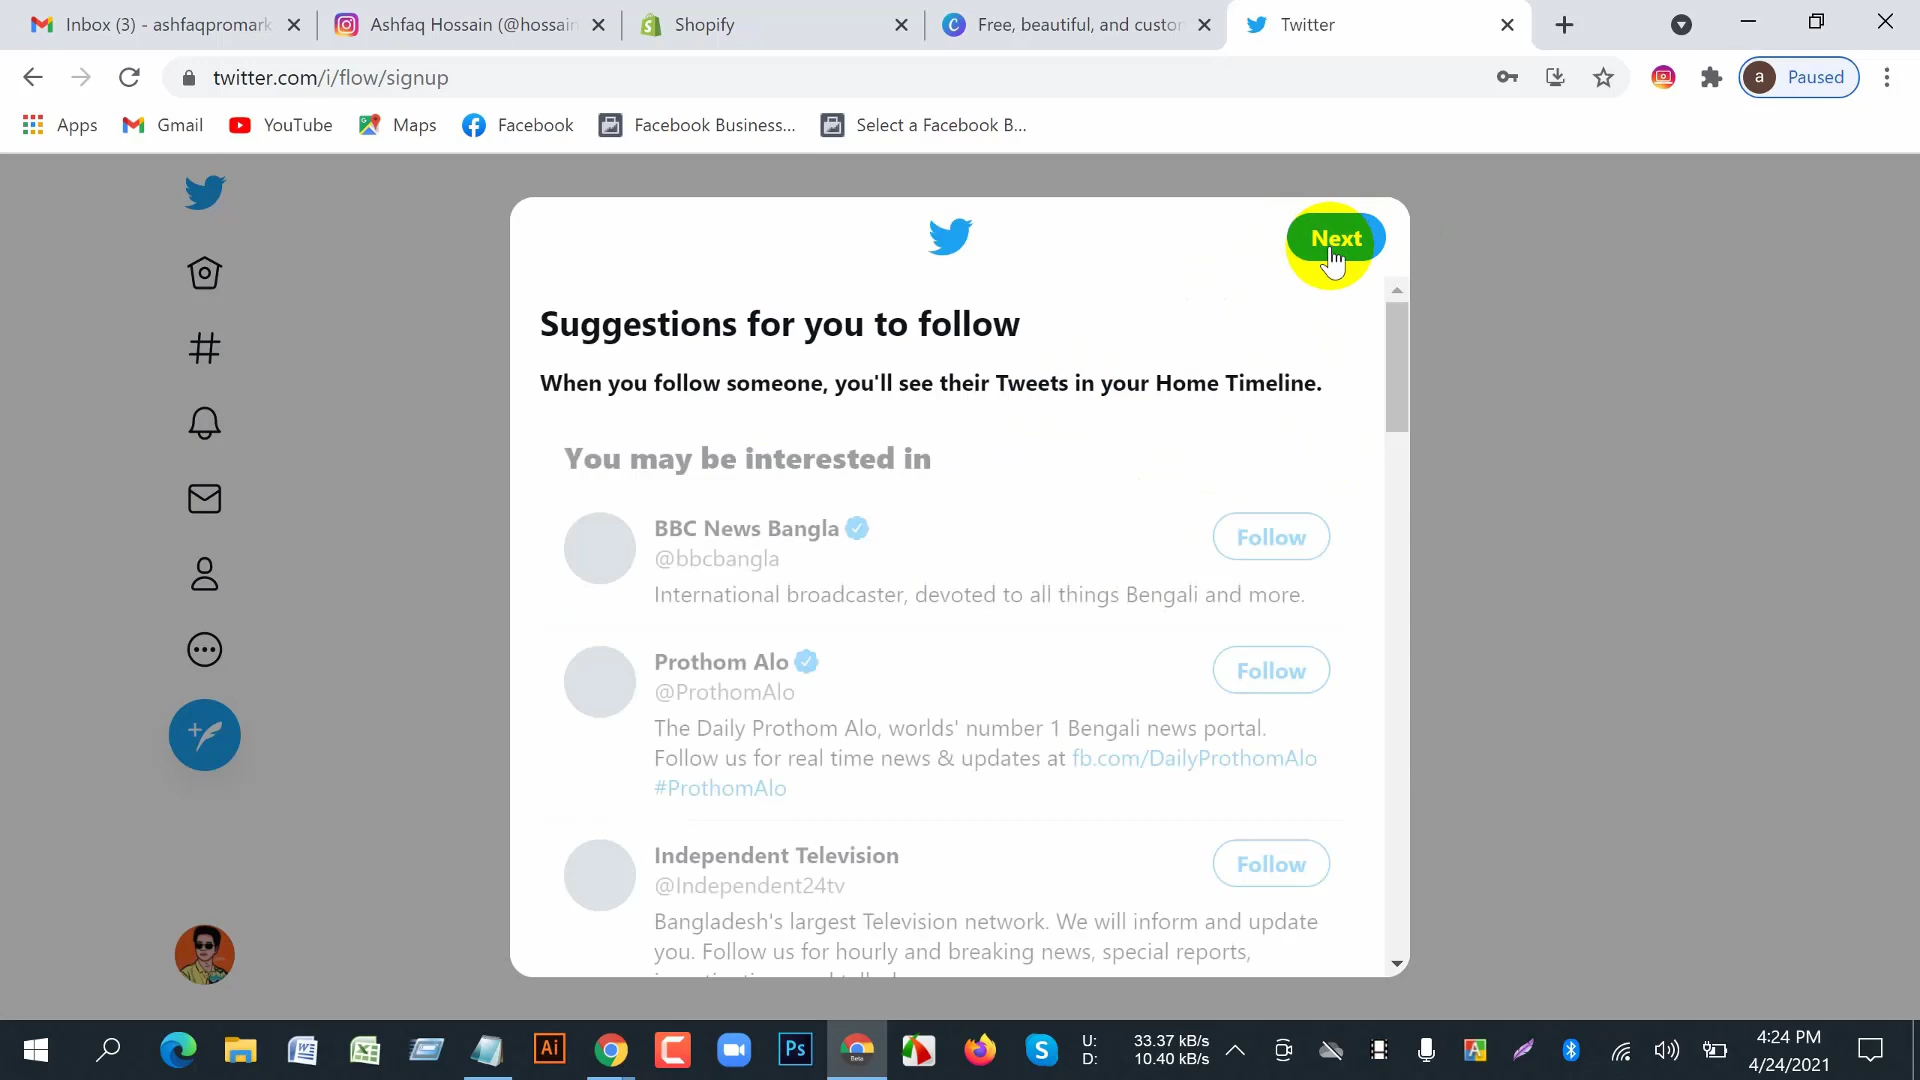 Inbox (3) - ashfaqpromark
Ashfaq Hossain (@hossain
Shopify
Free, beautiful, and custon
Twitter
twitter.com/i/flow/signup
a
Paused
Apps
Gmail
YouTube
Maps
Facebook
Facebook Business...
Select a Facebook B...
Next
Suggestions for you to follow
When you follow someone, you'll see their Tweets in your Home Timeline.
You may be interested in
BBC News Bangla
@bbcbangla
Follow
International broadcaster, devoted to all things Bengali and more.
Prothom Alo
@ProthomAlo
Follow
The Daily Prothom Alo, worlds' number 1 Bengali news portal.
Follow us for real time news & updates at fb.com/DailyProthomAlo
#ProthomAlo
Independent Television
@Independent24tv
Follow
Bangladesh's largest Television network. We will inform and update
you. Follow us for hourly and breaking news, special reports,
Ai
Ps
Beta
U: 33.37 kB/s
D: 10.40 kB/s
4:24 PM
4/24/2021